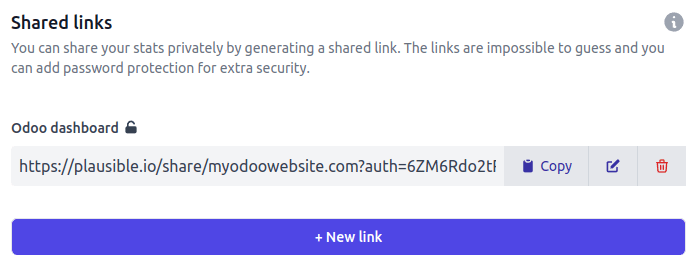 Shared links
You can share your stats privately by generating a shared link. The links are impossible to guess and you
can add password protection for extra security.
Odoo dashboard
https://plausible.io/share/myodoowebsite.com?auth=6ZM6Rdo2tF Copy
+ New link